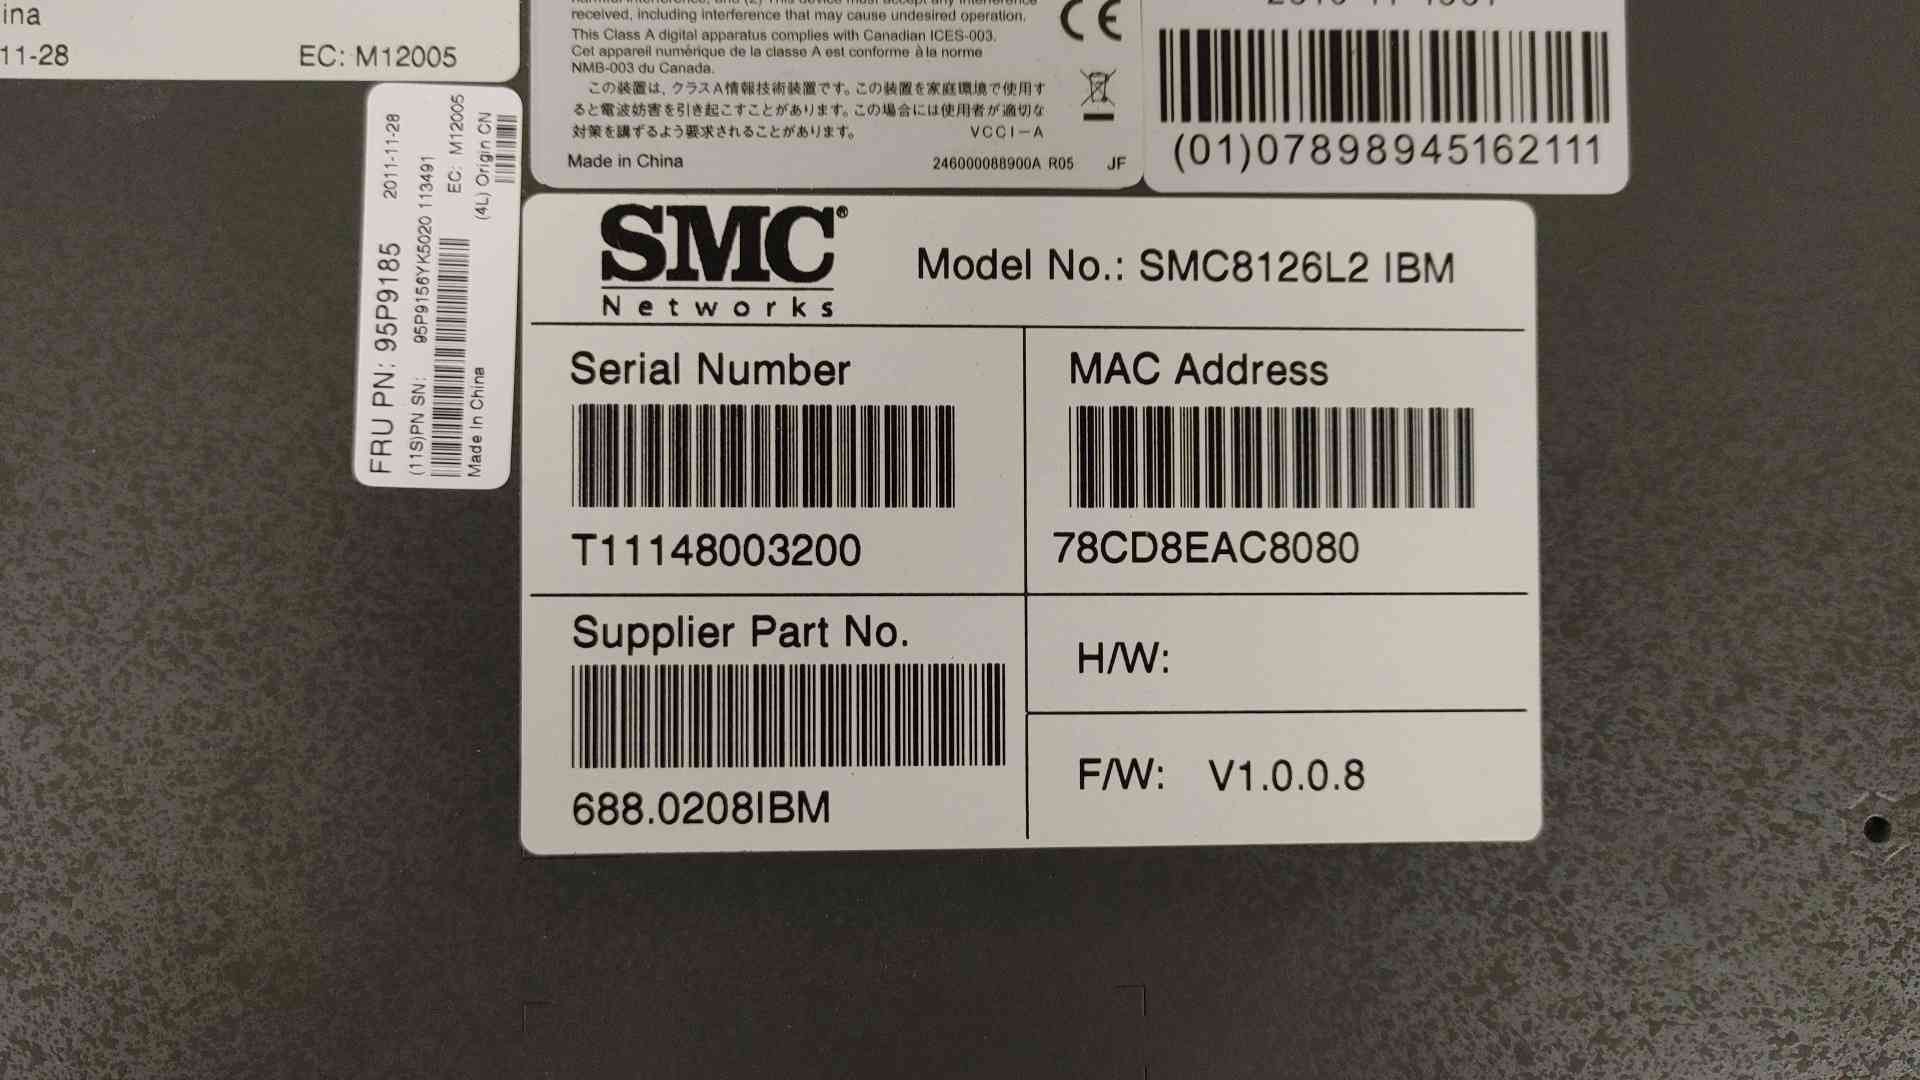 ina
11-28 EC: M12005
received, including interference that may cause undesired operation.
This Class A digital apparatus complies with Canadian ICES-003.
Cet appareil numérique de la classe A est conforme à la norme
NMB-003 du Canada.
この装置は、クラスA情報技術装置です。この装置を家庭環境で使用す
ると電波妨害を引き起こすことがあります。この場合には使用者が適切な
対策を講ずるよう要求されることがあります。 VCCI-A
Made in China 246000088900A R05 JF
CE
(01)07898945162111
FRU PN: 95P9185 2011-11-28
(11S)PN SN: 95P9156YK5020 113491
EC: M12005
Made In China (4L) Origin CN
SMC®
Networks
Model No.: SMC8126L2 IBM
Serial Number
T11148003200
MAC Address
78CD8EAC8080
Supplier Part No.
688.0208IBM
H/W:
F/W: V1.0.0.8